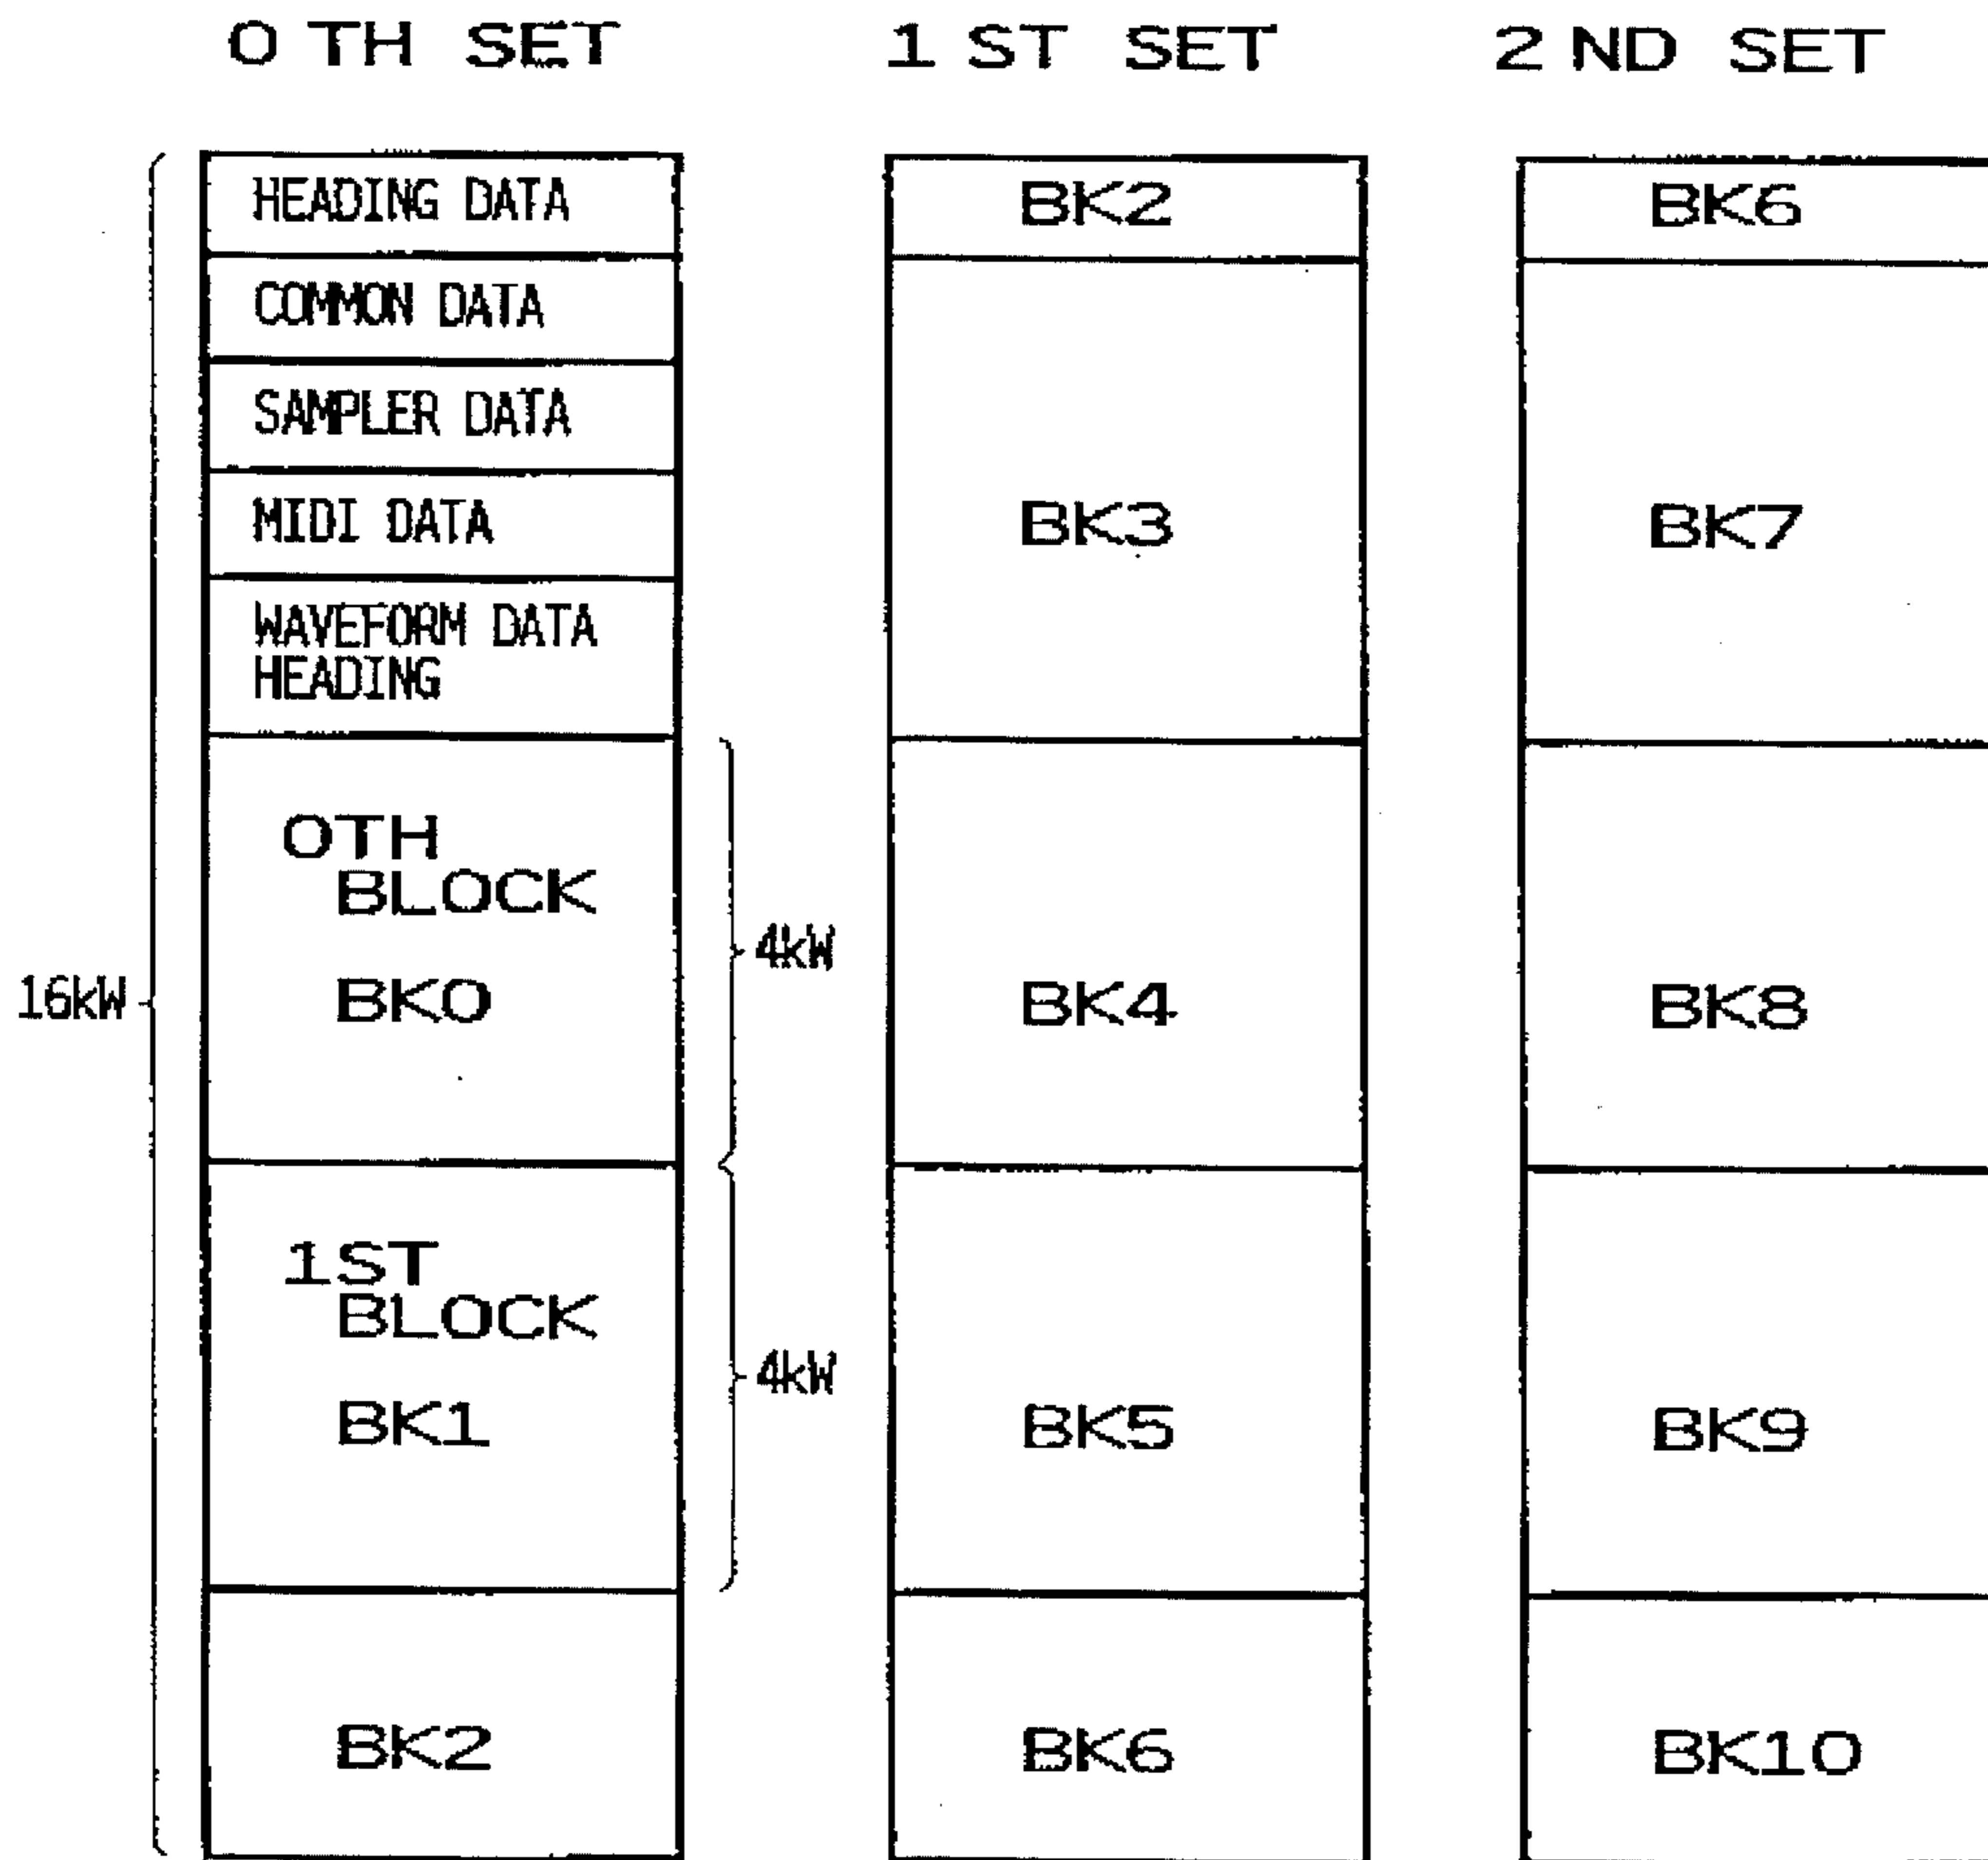 0 TH SET
HEADING DATA
COMMON DATA
SAMPLER DATA
MIDI DATA
WAVEFORM DATA
HEADING
0TH
BLOCK
BK0
1ST
BLOCK
BK1
BK2
16kW
4kW
4kW
1 ST SET
BK2
BK3
BK4
BK5
BK6
2 ND SET
BK6
BK7
BK8
BK9
BK10